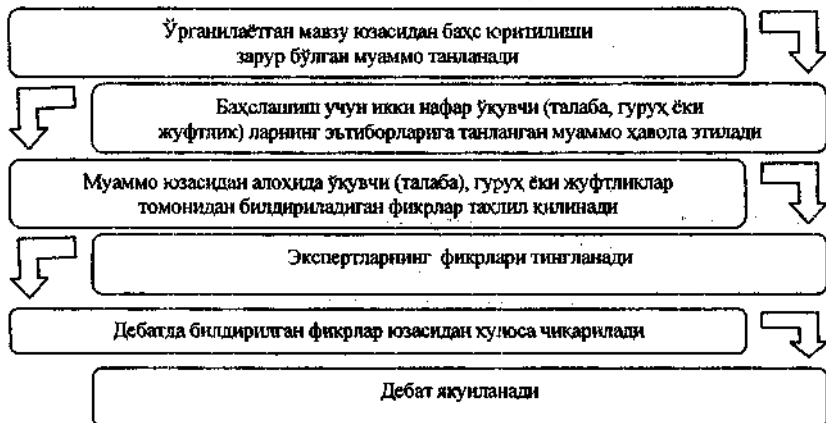 Ўрганилаётган мавзу юзасидан баҳс юритилиши
зарур бўлган муаммо танланади
Баҳслашиш учун икки нафар ўқувчи (талаба, гуруҳ ёки
жуфтлик) ларнинг эътиборларига танланган муаммо ҳавола этилади
Муаммо юзасидан алоҳида ўқувчи (талаба), гуруҳ ёки жуфтликлар
томонидан билдириладиган фикрлар таҳлил қилинади
Экспертларнинг фикрлари тингланади
Дебатда билдирилган фикрлар юзасидан хулоса чиқарилади
Дебат якунланади